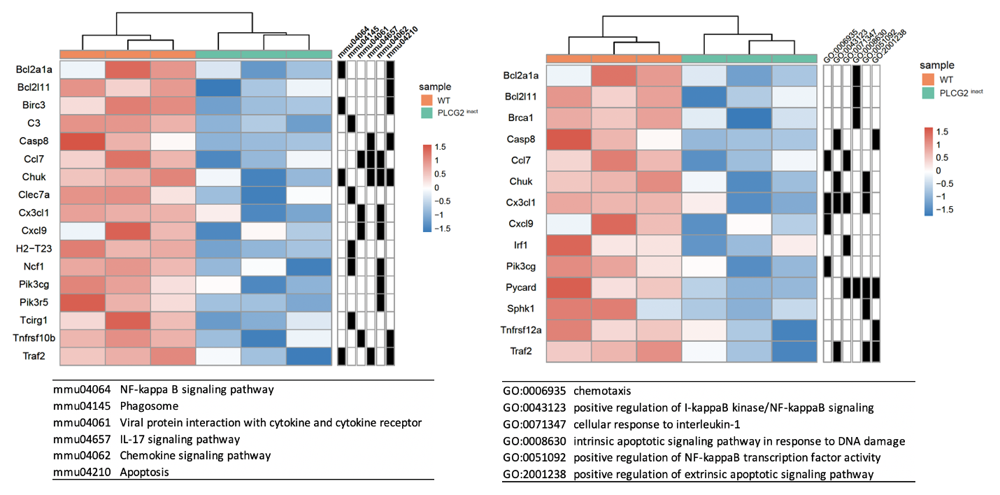 mmu04064
mmu04145
mmu04061
mmu04657
mmu04062
mmu04210
Bcl2a1a
Bcl2l11
Birc3
C3
Casp8
Ccl7
Chuk
Clec7a
Cx3cl1
Cxcl9
H2−T23
Ncf1
Pik3cg
Pik3r5
Tcirg1
Tnfrsf10b
Traf2
sample
WT
PLCG2 inact
1.5
1
0.5
0
−0.5
−1
−1.5
mmu04064 NF-kappa B signaling pathway
mmu04145 Phagosome
mmu04061 Viral protein interaction with cytokine and cytokine receptor
mmu04657 IL-17 signaling pathway
mmu04062 Chemokine signaling pathway
mmu04210 Apoptosis
GO:0006935
GO:0043123
GO:0071347
GO:0008630
GO:0051092
GO:2001238
Bcl2a1a
Bcl2l11
Brca1
Casp8
Ccl7
Chuk
Cx3cl1
Cxcl9
Irf1
Pik3cg
Pycard
Sphk1
Tnfrsf12a
Traf2
sample
WT
PLCG2 inact
1.5
1
0.5
0
−0.5
−1
−1.5
GO:0006935 chemotaxis
GO:0043123 positive regulation of I-kappaB kinase/NF-kappaB signaling
GO:0071347 cellular response to interleukin-1
GO:0008630 intrinsic apoptotic signaling pathway in response to DNA damage
GO:0051092 positive regulation of NF-kappaB transcription factor activity
GO:2001238 positive regulation of extrinsic apoptotic signaling pathway